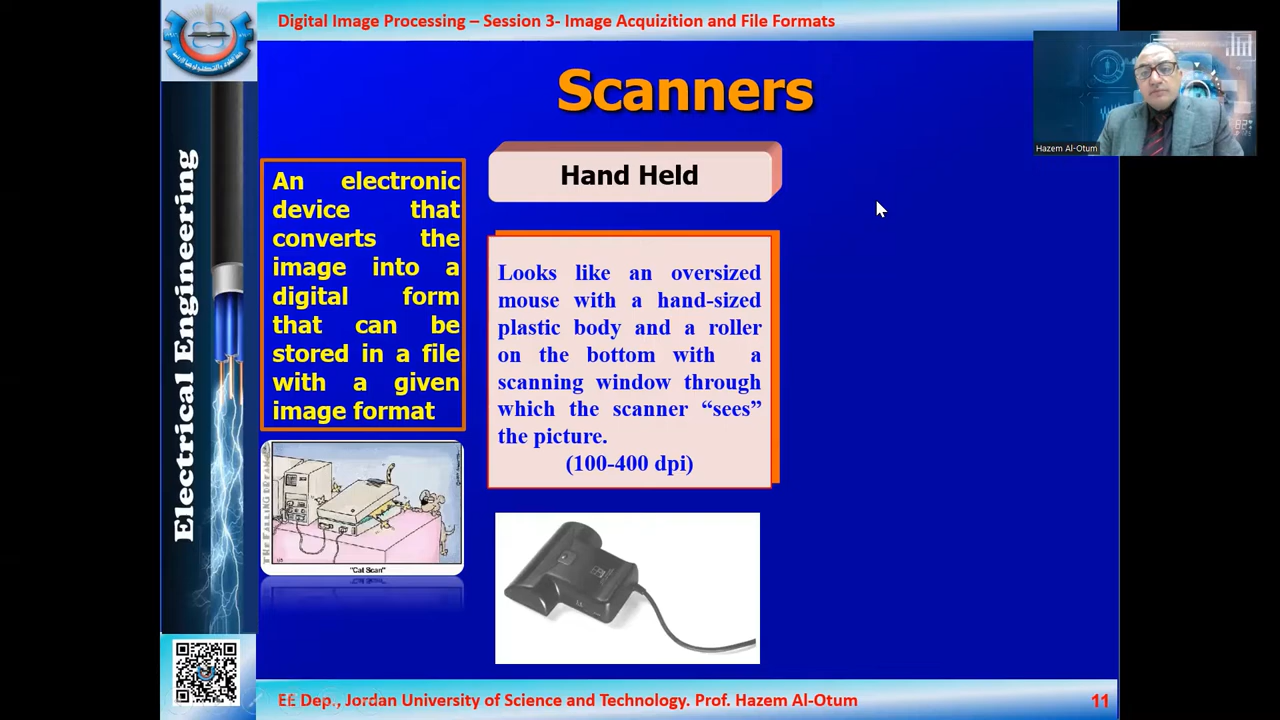 Digital Image Processing – Session 3- Image Acquizition and File Formats
Scanners
Hazem Al-Otum
Electrical Engineering
An electronic
device that
converts the
image into a
digital form
that can be
stored in a file
with a given
image format
"Cat Scan"
Hand Held
Looks like an oversized
mouse with a hand-sized
plastic body and a roller
on the bottom with a
scanning window through
which the scanner “sees”
the picture.
(100-400 dpi)
EE Dep., Jordan University of Science and Technology. Prof. Hazem Al-Otum
11